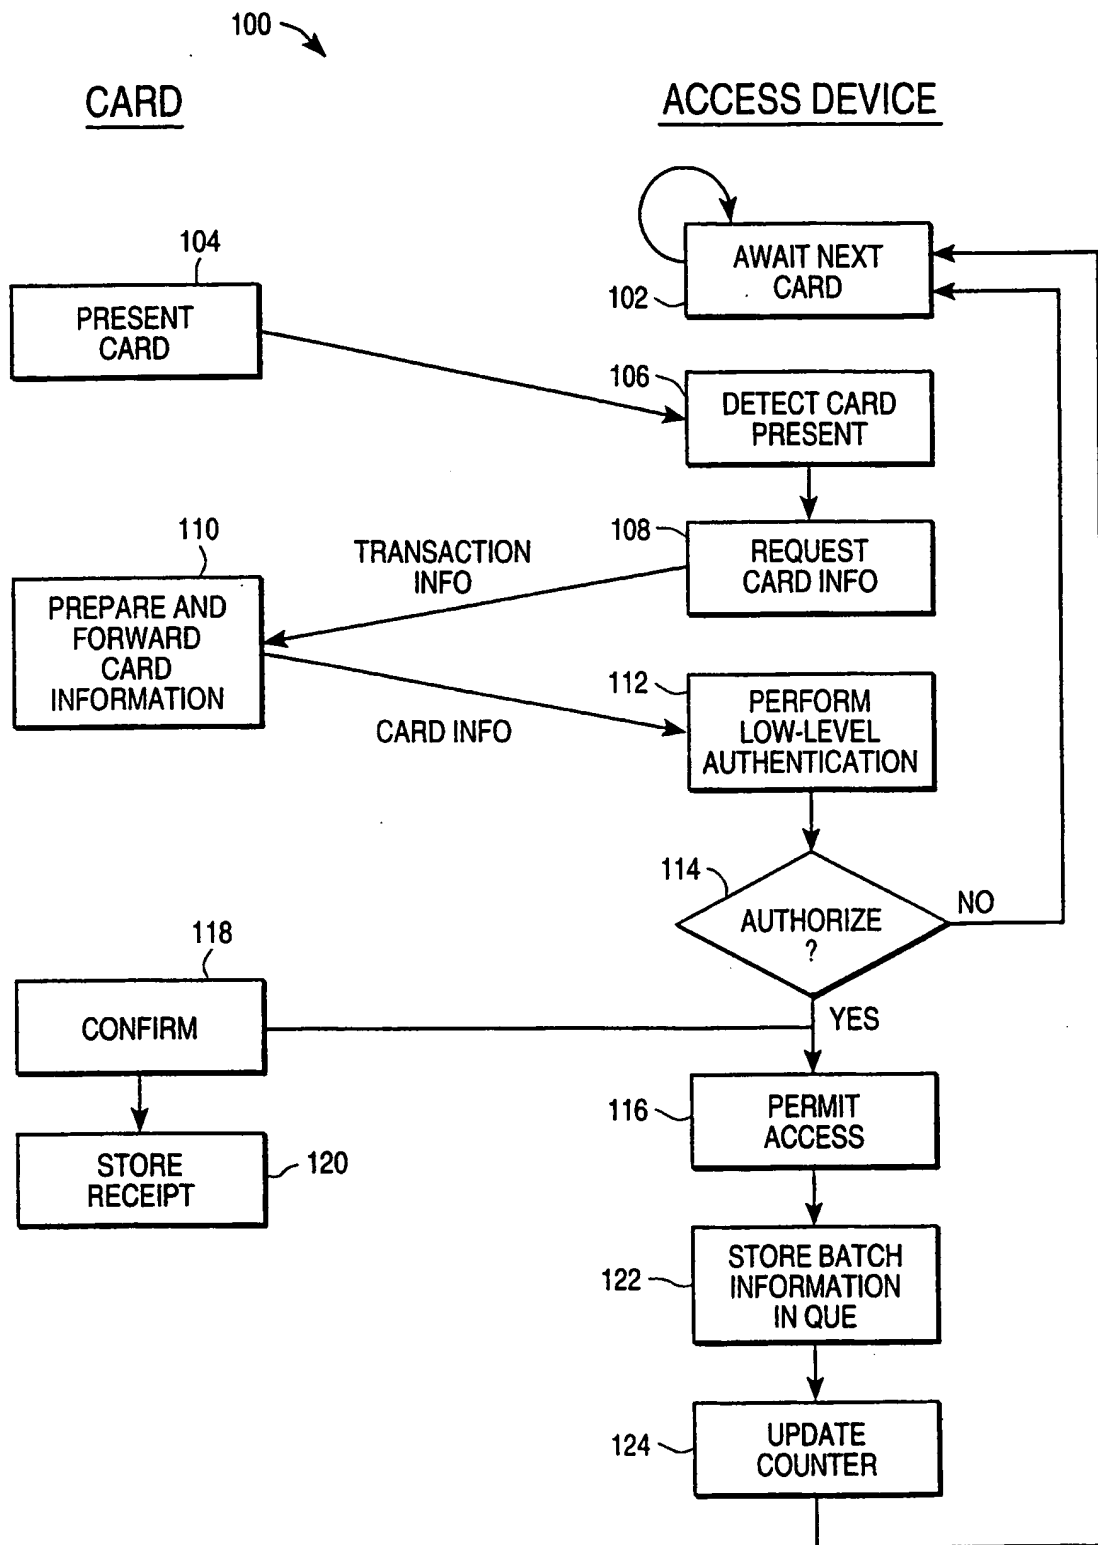 100
CARD
ACCESS DEVICE
104
PRESENT
CARD
AWAIT NEXT
CARD
102
106
DETECT CARD
PRESENT
108
REQUEST
CARD INFO
TRANSACTION
INFO
110
PREPARE AND
FORWARD
CARD
INFORMATION
CARD INFO
112
PERFORM
LOW-LEVEL
AUTHENTICATION
114
AUTHORIZE
?
NO
YES
118
CONFIRM
116
PERMIT
ACCESS
STORE
RECEIPT
120
122
STORE BATCH
INFORMATION
IN QUE
124
UPDATE
COUNTER